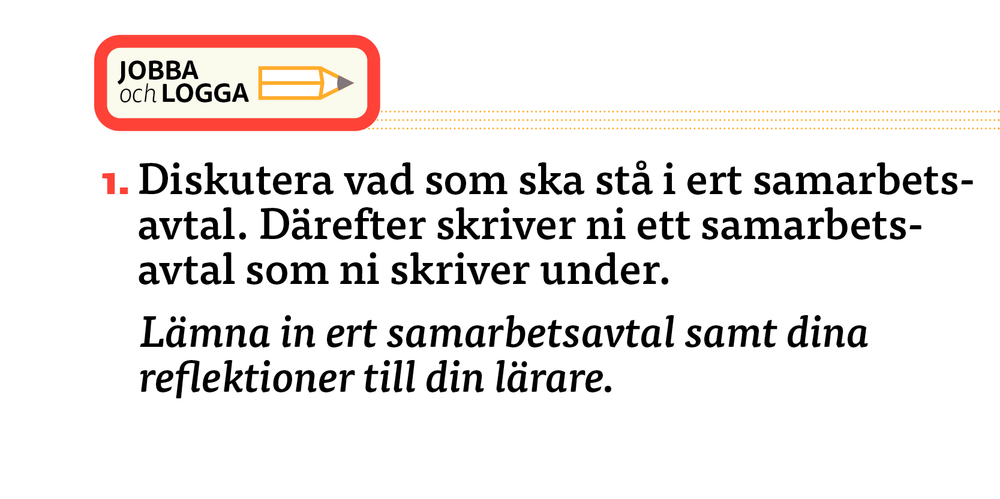 JOBBA
och LOGGA
1. Diskutera vad som ska stå i ert samarbets-
avtal. Därefter skriver ni ett samarbets-
avtal som ni skriver under.
Lämna in ert samarbetsavtal samt dina
reflektioner till din lärare.